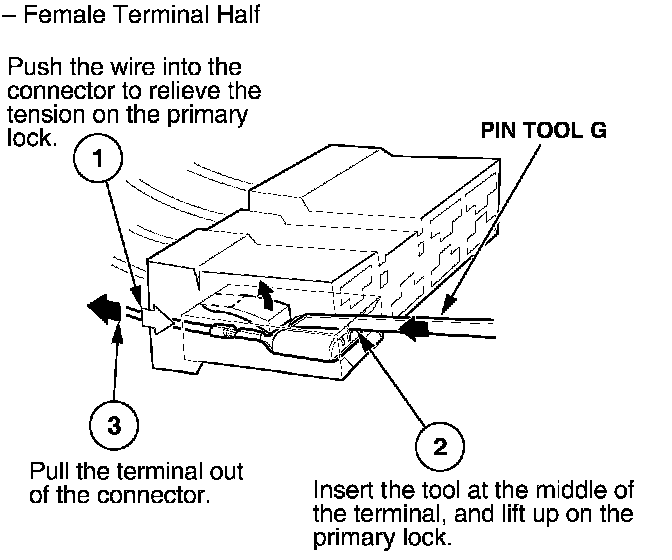 – Female Terminal Half
Push the wire into the
connector to relieve the
tension on the primary
lock.
1
PIN TOOL G
3
Pull the terminal out
of the connector.
2
Insert the tool at the middle of
the terminal, and lift up on the
primary lock.